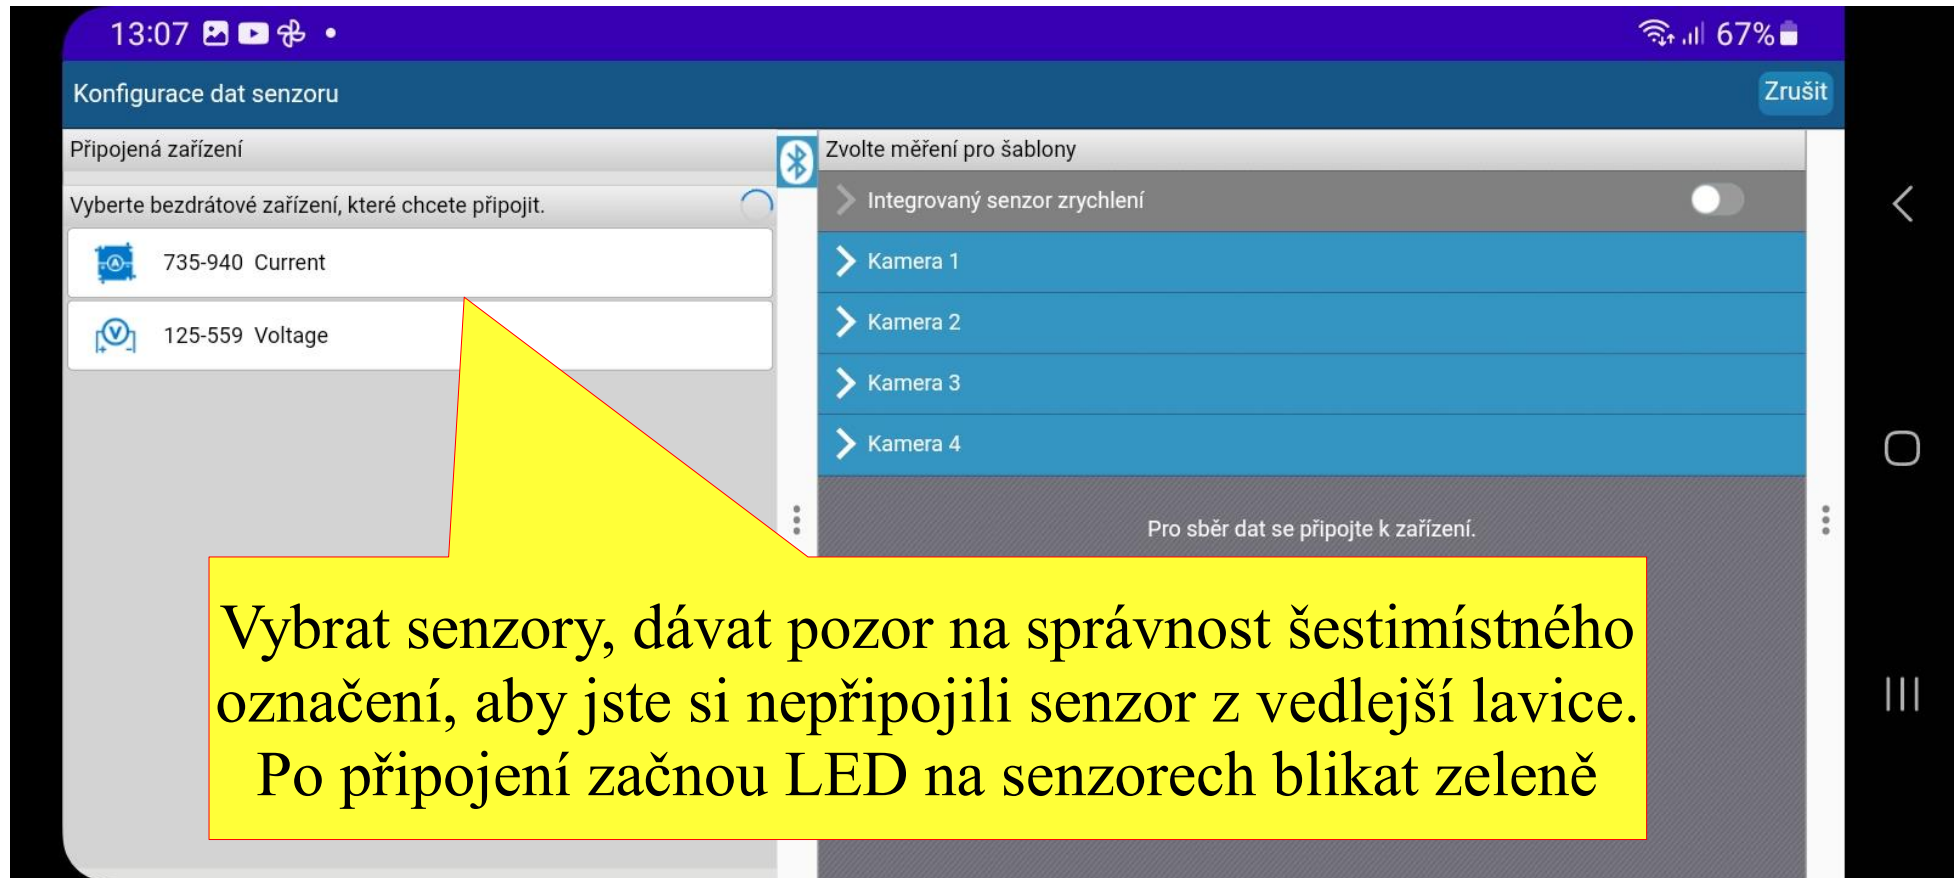 13:07
67%
Konfigurace dat senzoru
Zrušit
Připojená zařízení
Vyberte bezdrátové zařízení, které chcete připojit.
735-940 Current
125-559 Voltage
Zvolte měření pro šablony
Integrovaný senzor zrychlení
Kamera 1
Kamera 2
Kamera 3
Kamera 4
Pro sběr dat se připojte k zařízení.
Vybrat senzory, dávat pozor na správnost šestimístného
označení, aby jste si nepřipojili senzor z vedlejší lavice.
Po připojení začnou LED na senzorech blikat zeleně